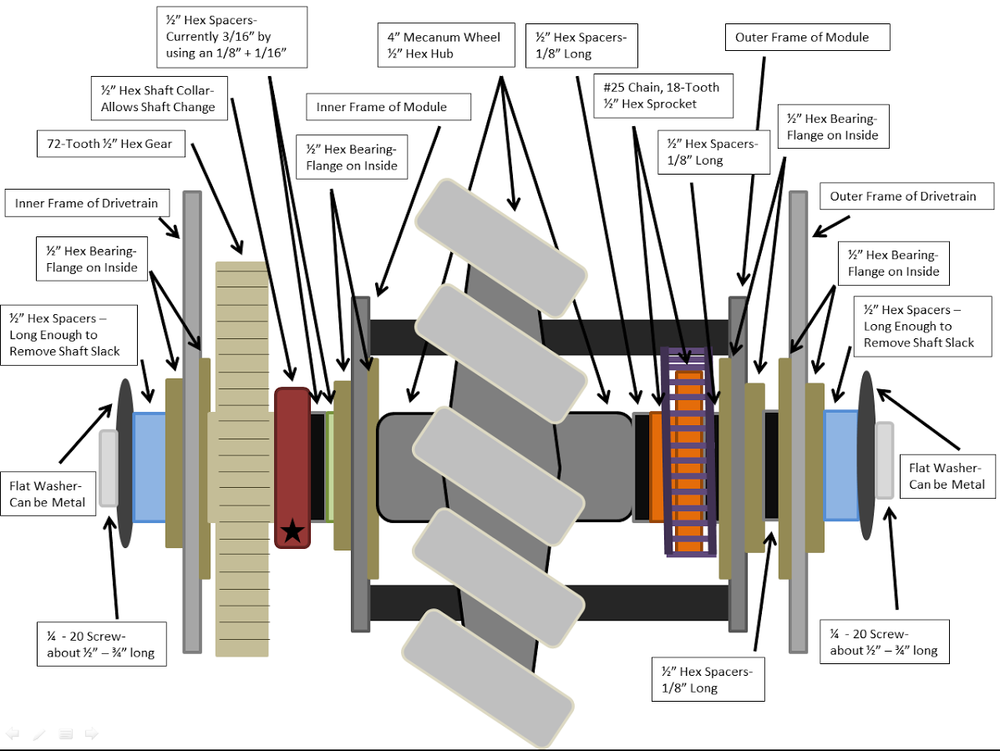 ½” Hex Spacers-
Currently 3/16” by
using an 1/8” + 1/16”
4” Mecanum Wheel
½” Hex Hub
½” Hex Spacers-
1/8” Long
Outer Frame of Module
½” Hex Shaft Collar-
Allows Shaft Change
Inner Frame of Module
#25 Chain, 18-Tooth
½” Hex Sprocket
½” Hex Bearing-
Flange on Inside
72-Tooth ½” Hex Gear
½” Hex Bearing-
Flange on Inside
½” Hex Spacers-
1/8” Long
Inner Frame of Drivetrain
Outer Frame of Drivetrain
½” Hex Bearing-
Flange on Inside
½” Hex Bearing-
Flange on Inside
½” Hex Spacers –
Long Enough to
Remove Shaft Slack
½” Hex Spacers –
Long Enough to
Remove Shaft Slack
Flat Washer-
Can be Metal
Flat Washer-
Can be Metal
¼ - 20 Screw-
about ½” – ¾” long
½” Hex Spacers-
1/8” Long
¼ - 20 Screw-
about ½” – ¾” long